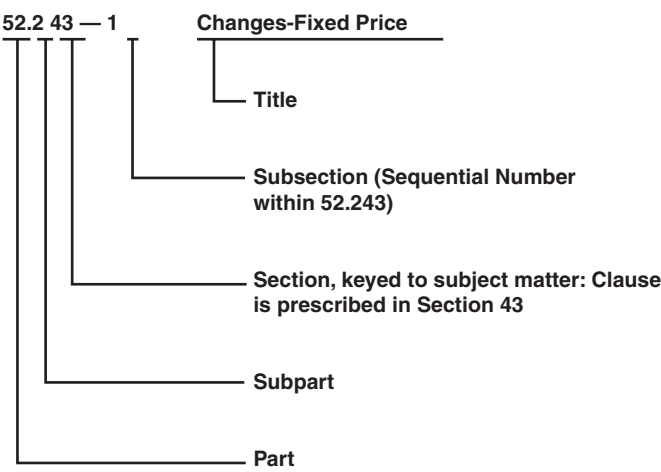 52.2 43 — 1 Changes-Fixed Price
Title
Subsection (Sequential Number
within 52.243)
Section, keyed to subject matter: Clause
is prescribed in Section 43
Subpart
Part